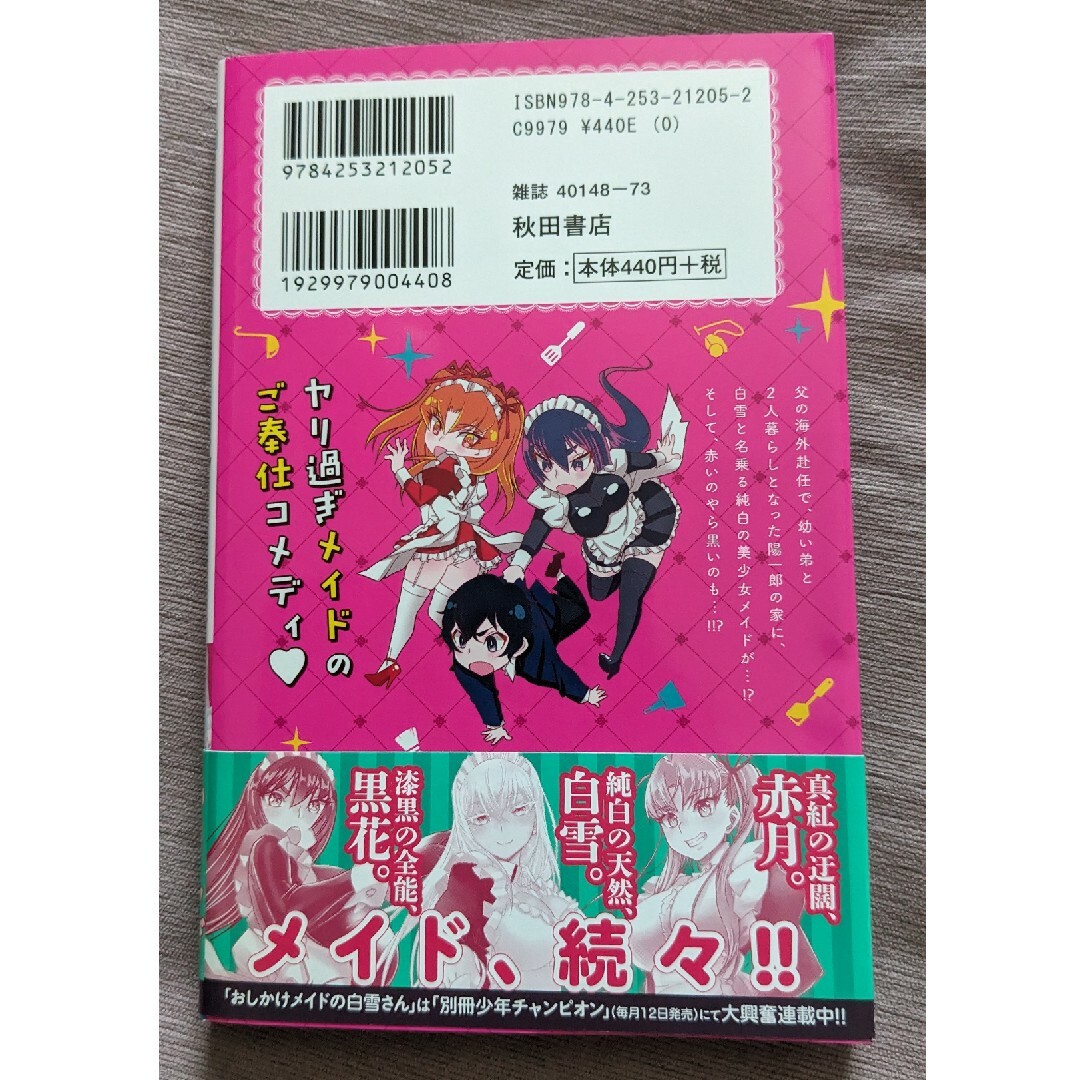 ISBN978-4-253-21205-2
C9979 ¥440E (0)
9784253212052
雑誌 40148-73
秋田書店
定価：本体440円+税
1929979004408
父の海外赴任で、幼い弟と
2人暮らしとなった陽一郎の家に、
白雪と名乗る純白の美少女メイドが…!?
そして、赤いのやら黒いのも…!!?
ヤリ過ぎメイドの
ご奉仕コメディ♥
真紅の迂闊、
赤月。
純白の天然、
白雪。
漆黒の全能、
黒花。
メイド、続々!!
「おしかけメイドの白雪さん」は「別冊少年チャンピオン」(毎月12日発売)にて大興奮連載中!!